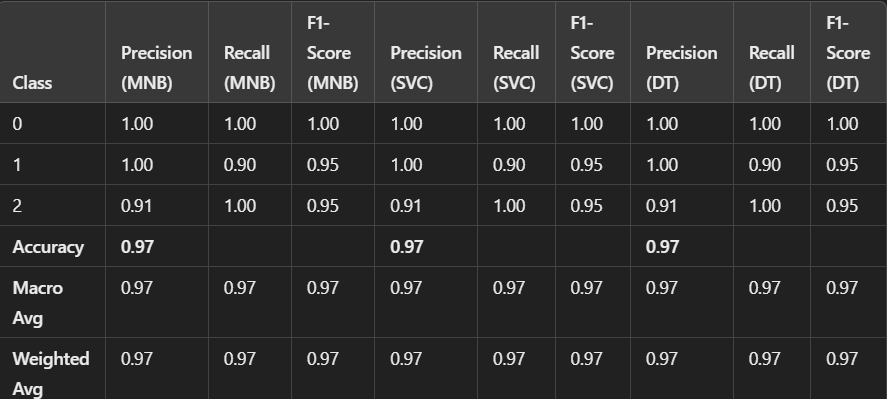 Class Precision (MNB) Recall (MNB) F1-Score (MNB) Precision (SVC) Recall (SVC) F1-Score (SVC) Precision (DT) Recall (DT) F1-Score (DT)
0 1.00 1.00 1.00 1.00 1.00 1.00 1.00 1.00 1.00
1 1.00 0.90 0.95 1.00 0.90 0.95 1.00 0.90 0.95
2 0.91 1.00 0.95 0.91 1.00 0.95 0.91 1.00 0.95
Accuracy 0.97 0.97 0.97
Macro Avg 0.97 0.97 0.97 0.97 0.97 0.97 0.97 0.97 0.97
Weighted Avg 0.97 0.97 0.97 0.97 0.97 0.97 0.97 0.97 0.97